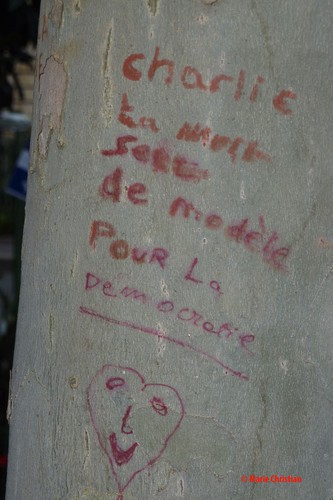 charlie
ta mort
sert
de modèle
pour La
Democratie